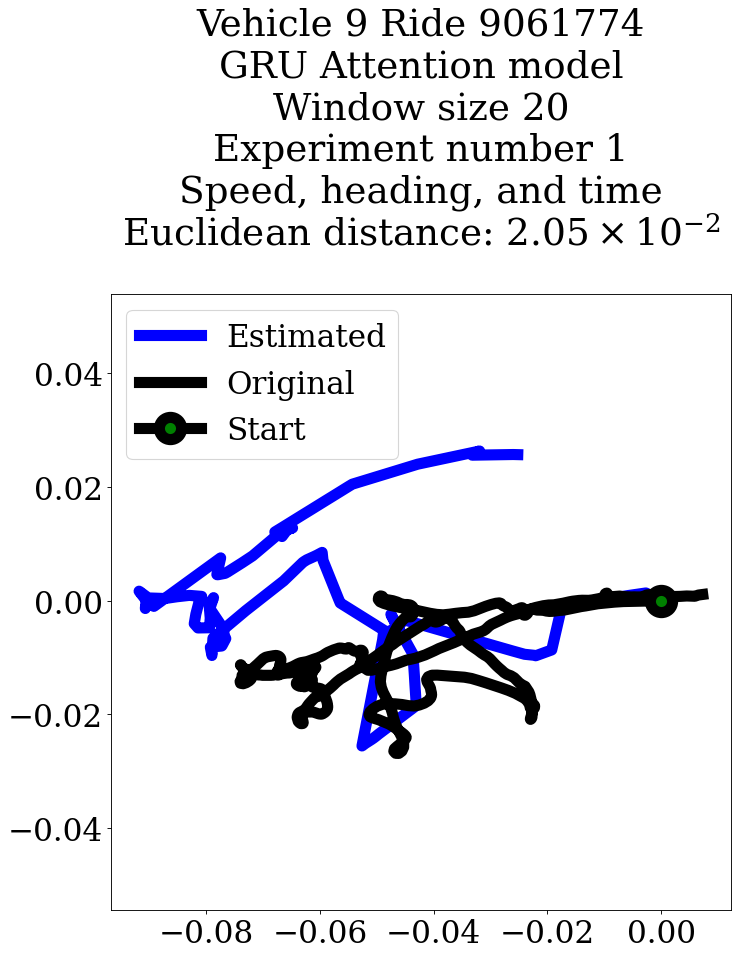 Vehicle 9 Ride 9061774
GRU Attention model
Window size 20
Experiment number 1
Speed, heading, and time
Euclidean distance: 2.05 × 10⁻²
Estimated
Original
Start
0.04
0.02
0.00
−0.02
−0.04
−0.08 −0.06 −0.04 −0.02 0.00